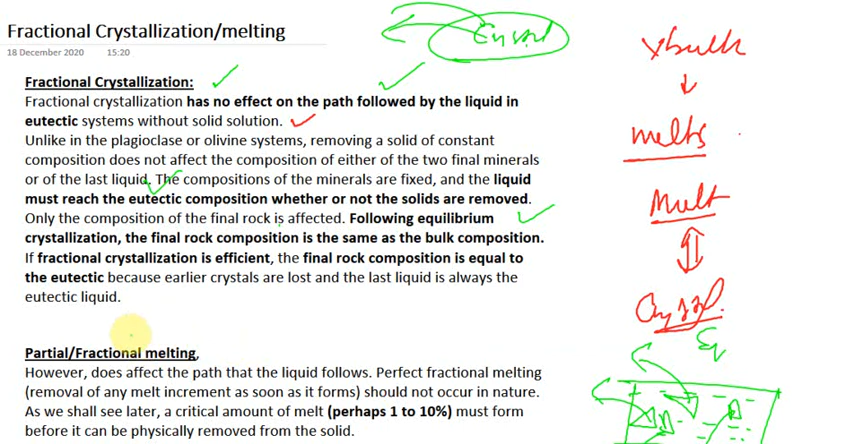 Fractional Crystallization/melting
18 December 2020 15:20
Fractional Crystallization:
Fractional crystallization has no effect on the path followed by the liquid in
eutectic systems without solid solution.
Unlike in the plagioclase or olivine systems, removing a solid of constant
composition does not affect the composition of either of the two final minerals
or of the last liquid. The compositions of the minerals are fixed, and the liquid
must reach the eutectic composition whether or not the solids are removed.
Only the composition of the final rock is affected. Following equilibrium
crystallization, the final rock composition is the same as the bulk composition.
If fractional crystallization is efficient, the final rock composition is equal to
the eutectic because earlier crystals are lost and the last liquid is always the
eutectic liquid.
Partial/Fractional melting,
However, does affect the path that the liquid follows. Perfect fractional melting
(removal of any melt increment as soon as it forms) should not occur in nature.
As we shall see later, a critical amount of melt (perhaps 1 to 10%) must form
before it can be physically removed from the solid.
Xbulk
melts
Melt
Eq